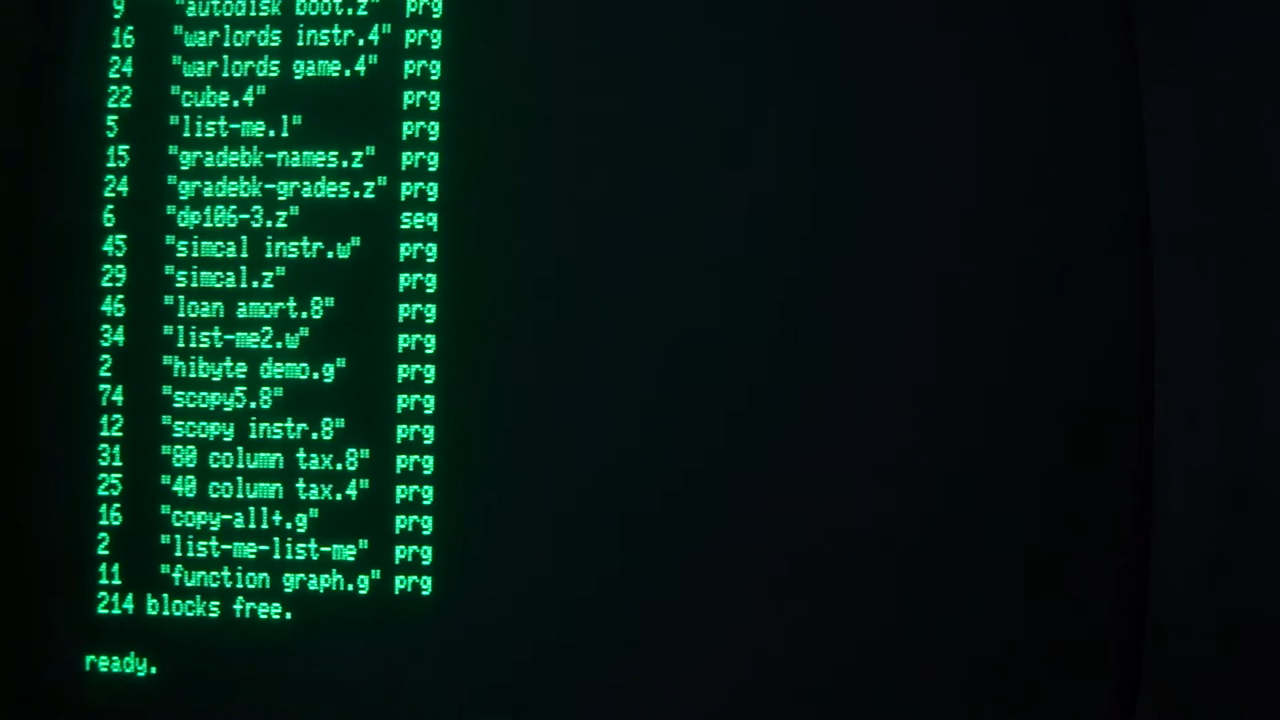 9 "autodisk boot.z" prg
16 "warlords instr.4" prg
24 "warlords game.4" prg
22 "cube.4" prg
5 "list-me.l" prg
15 "gradebk-names.z" prg
24 "gradebk-grades.z" prg
6 "dp106-3.z" seq
45 "simcal instr.w" prg
29 "simcal.z" prg
46 "loan amort.8" prg
34 "list-me2.w" prg
2 "hibyte demo.g" prg
74 "scopy5.8" prg
12 "scopy instr.8" prg
31 "80 column tax.8" prg
25 "40 column tax.4" prg
16 "copy-all+.g" prg
2 "list-me-list-me" prg
11 "function graph.g" prg
214 blocks free.
ready.